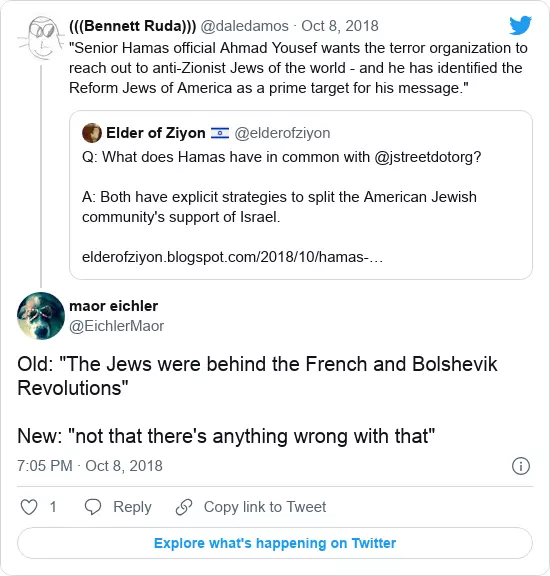 (((Bennett Ruda))) @daledamos · Oct 8, 2018
"Senior Hamas official Ahmad Yousef wants the terror organization to
reach out to anti-Zionist Jews of the world - and he has identified the
Reform Jews of America as a prime target for his message."
Elder of Ziyon 🇮🇱 @elderofziyon
Q: What does Hamas have in common with @jstreetdotorg?
A: Both have explicit strategies to split the American Jewish
community's support of Israel.
elderofziyon.blogspot.com/2018/10/hamas-…
maor eichler
@EichlerMaor
Old: "The Jews were behind the French and Bolshevik
Revolutions"
New: "not that there's anything wrong with that"
7:05 PM · Oct 8, 2018
1 Reply Copy link to Tweet
Explore what's happening on Twitter